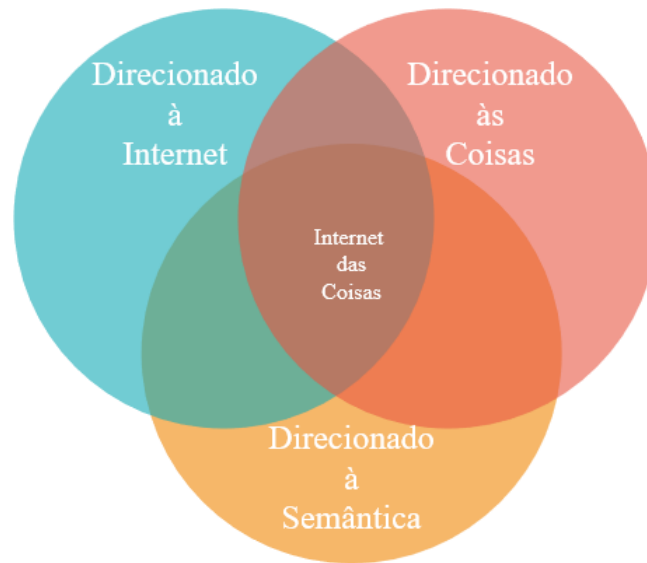 Direcionado
à
Internet
Direcionado
às
Coisas
Internet
das
Coisas
Direcionado
à
Semântica